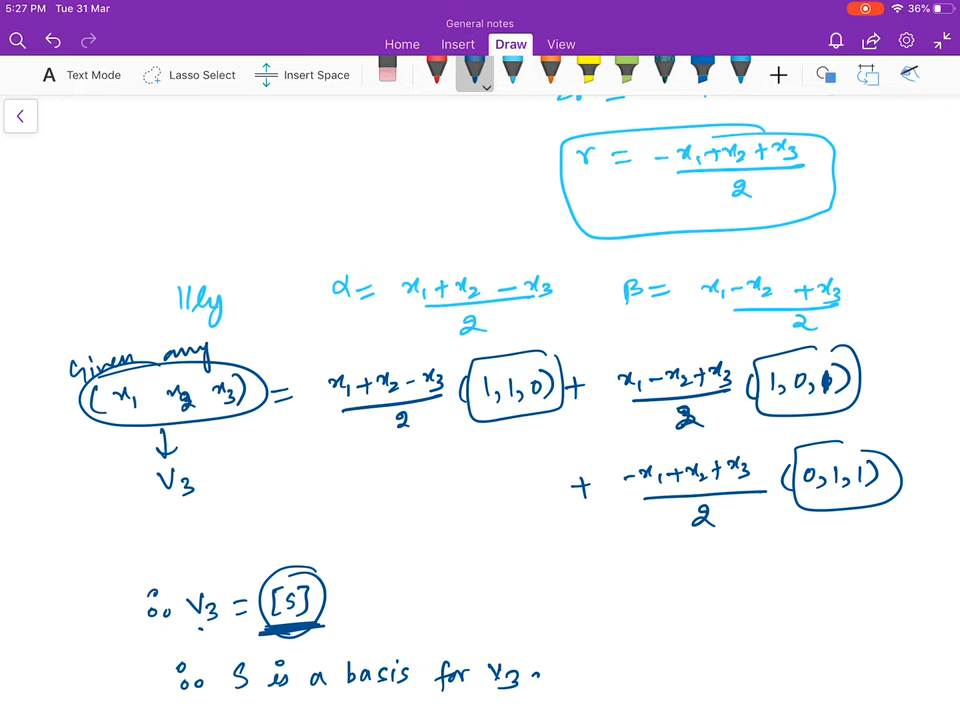 5:27 PM Tue 31 Mar
36%
General notes
Home Insert Draw View
A Text Mode Lasso Select Insert Space
r = -x₁+x₂+x₃/2
||ly α = x₁+x₂-x₃/2 β = x₁-x₂+x₃/2
Given any
(x₁ x₂ x₃) = x₁+x₂-x₃/2 (1,1,0) + x₁-x₂+x₃/2 (1,0,1)
↓
V₃
+ -x₁+x₂+x₃/2 (0,1,1)
∴ V₃ = [S]
∴ S is a basis for V₃.